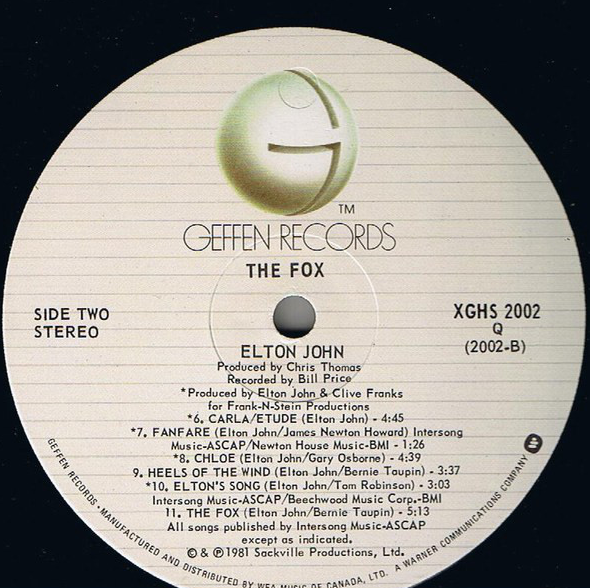 TM
GEFFEN RECORDS
THE FOX
SIDE TWO
STEREO
XGHS 2002
Q
(2002-B)
ELTON JOHN
Produced by Chris Thomas
Recorded by Bill Price
*Produced by Elton John & Clive Franks
for Frank-N-Stein Productions
*6. CARLA/ETUDE (Elton John) - 4:45
*7. FANFARE (Elton John/James Newton Howard) Intersong
Music-ASCAP/Newton House Music-BMI - 1:26
*8. CHLOE (Elton John/Gary Osborne) - 4:39
9. HEELS OF THE WIND (Elton John/Bernie Taupin) - 3:37
*10. ELTON'S SONG (Elton John/Tom Robinson) - 3:03
Intersong Music-ASCAP/Beechwood Music Corp.-BMI
11. THE FOX (Elton John/Bernie Taupin) - 5:13
All songs published by Intersong Music-ASCAP
except as indicated.
© & ℗ 1981 Sackville Productions, Ltd.
GEFFEN RECORDS • MANUFACTURED AND DISTRIBUTED BY WEA MUSIC OF CANADA, LTD. A WARNER COMMUNICATIONS COMPANY